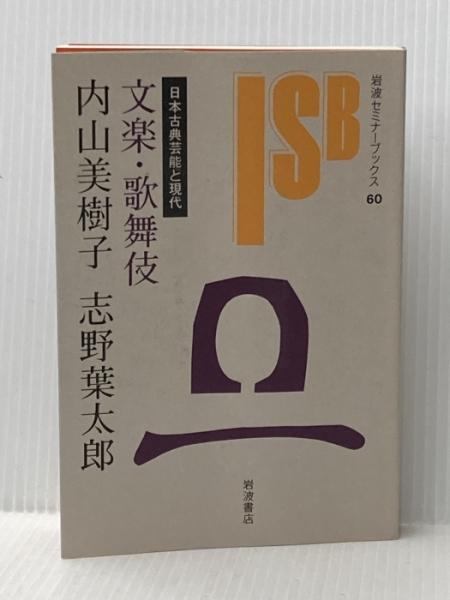 岩波セミナーブックス 60
ISB
日本古典芸能と現代
文楽・歌舞伎
内山美樹子 志野葉太郎
岩波書店